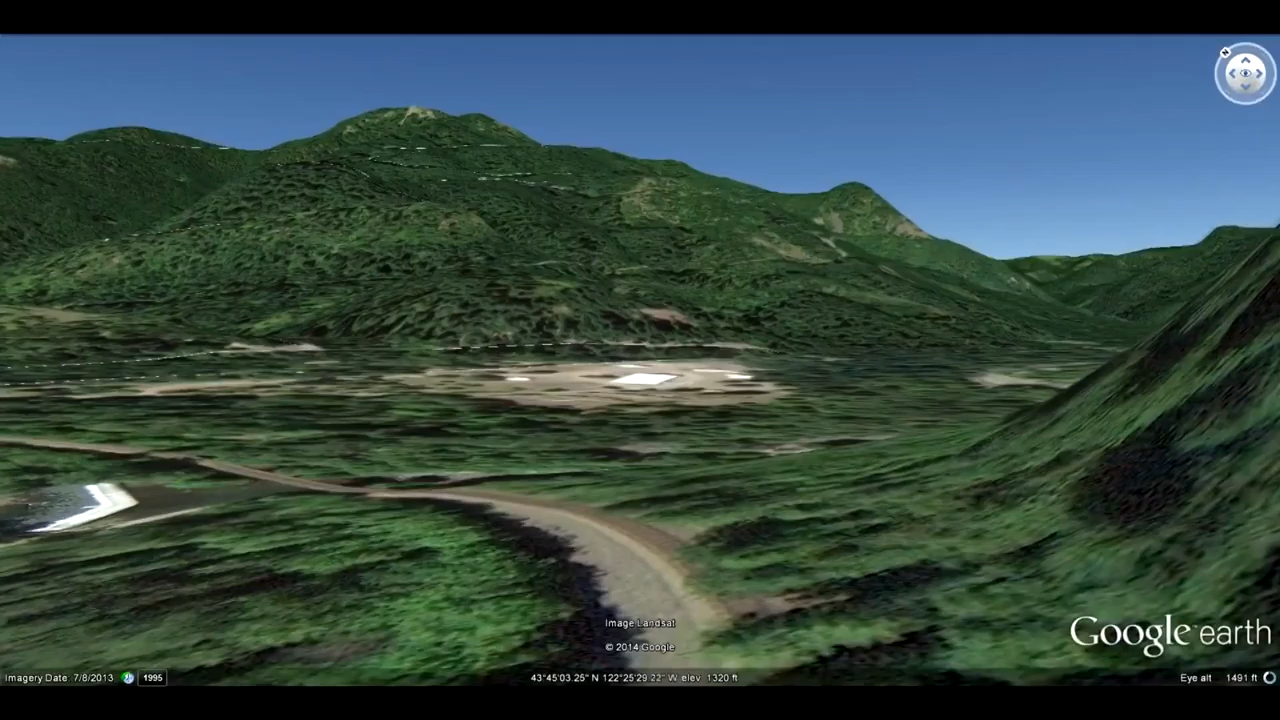 N
Image Landsat
© 2014 Google
Google earth
Imagery Date: 7/8/2013 1995 43°45'03.25" N 122°25'29.22" W elev 1320 ft Eye alt 1491 ft